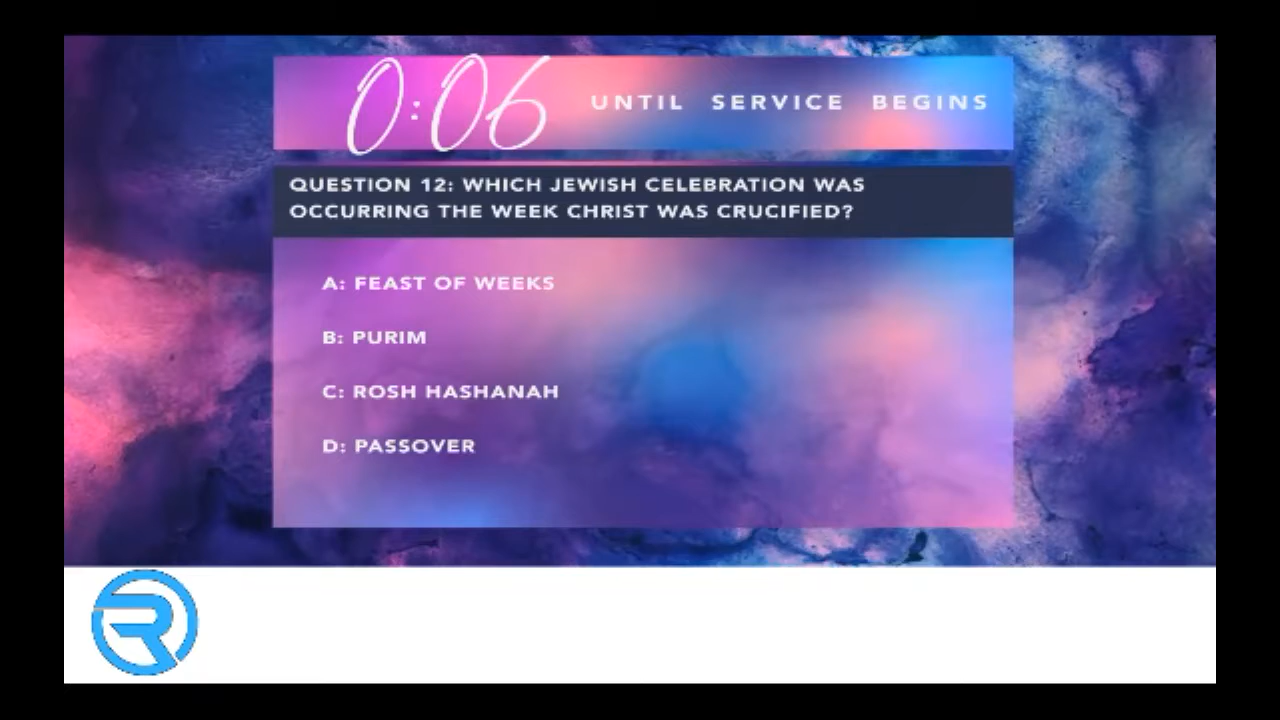 0:06 UNTIL SERVICE BEGINS
QUESTION 12: WHICH JEWISH CELEBRATION WAS
OCCURRING THE WEEK CHRIST WAS CRUCIFIED?
A: FEAST OF WEEKS
B: PURIM
C: ROSH HASHANAH
D: PASSOVER
R